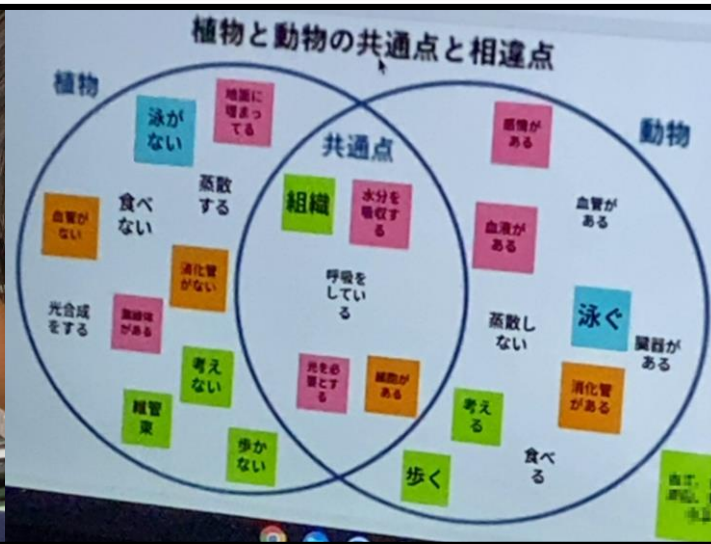 植物と動物の共通点と相違点
植物
泳が
ない
地面に
埋まっ
てる
蒸散
する
食べ
ない
血管が
ない
消化管
がない
光合成
をする
葉緑体
がある
考え
ない
維管
束
歩か
ない
共通点
組織
水分を
吸収す
る
呼吸を
してい
る
光を必
要とす
る
細胞が
ある
動物
感情が
ある
血管が
ある
血液が
ある
泳ぐ
蒸散し
ない
臓器が
ある
消化管
がある
考え
る
食べ
る
歩く